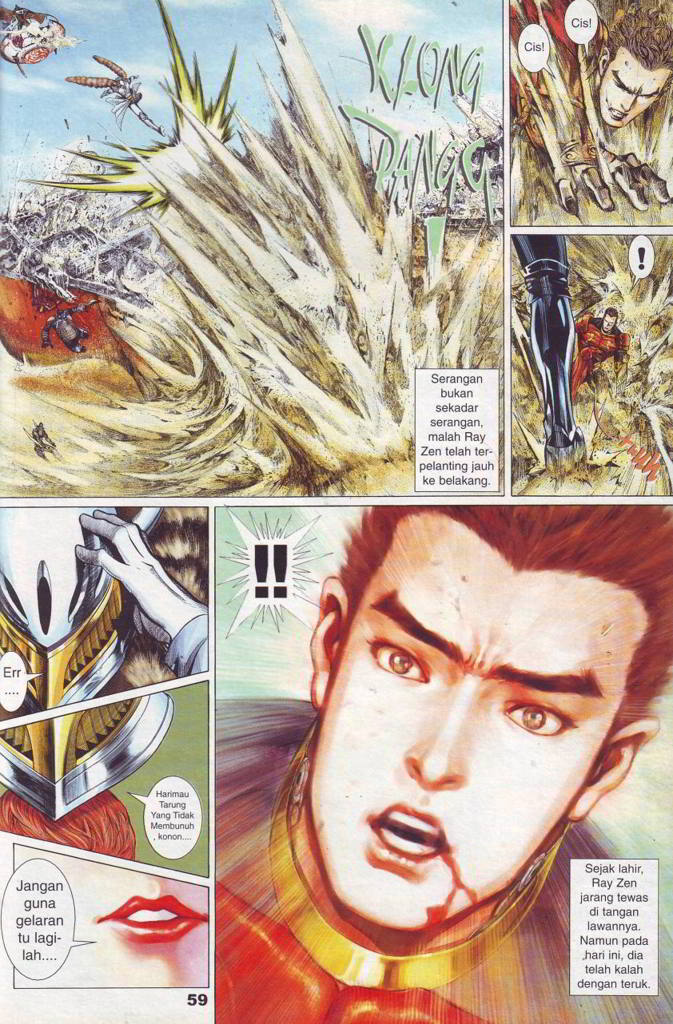 KLONG
PANGG
!
Serangan
bukan
sekadar
serangan,
malah Ray
Zen telah ter-
pelanting jauh
ke belakang.
Cis!
Cis!
!
Err
....
Harimau
Tarung
Yang Tidak
Membunuh
, konon....
Jangan
guna
gelaran
tu lagi-
lah....
!!
Sejak lahir,
Ray Zen
jarang tewas
di tangan
lawannya.
Namun pada
,hari ini, dia
telah kalah
dengan teruk.
59